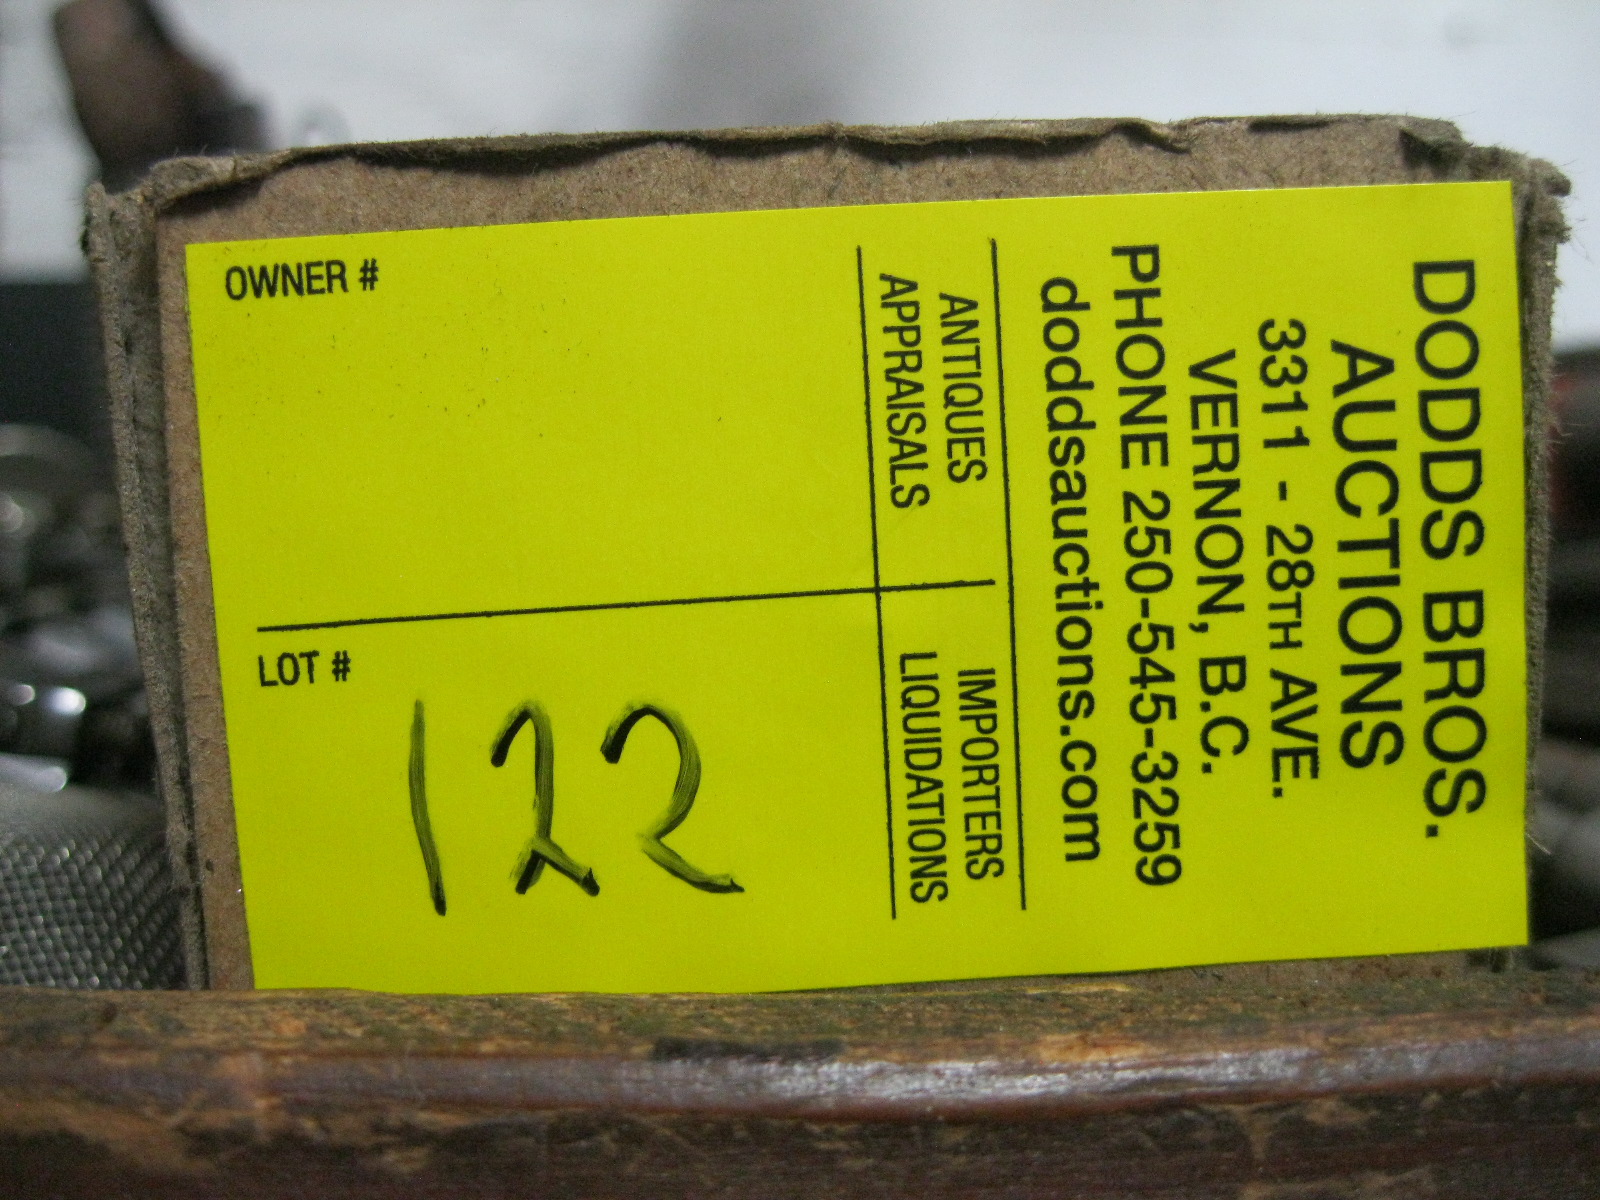 DODDS BROS.
AUCTIONS
3311 - 28TH AVE.
VERNON, B.C.
PHONE 250-545-3259
doddsauctions.com
ANTIQUES
APPRAISALS
IMPORTERS
LIQUIDATIONS
OWNER #
LOT #
122